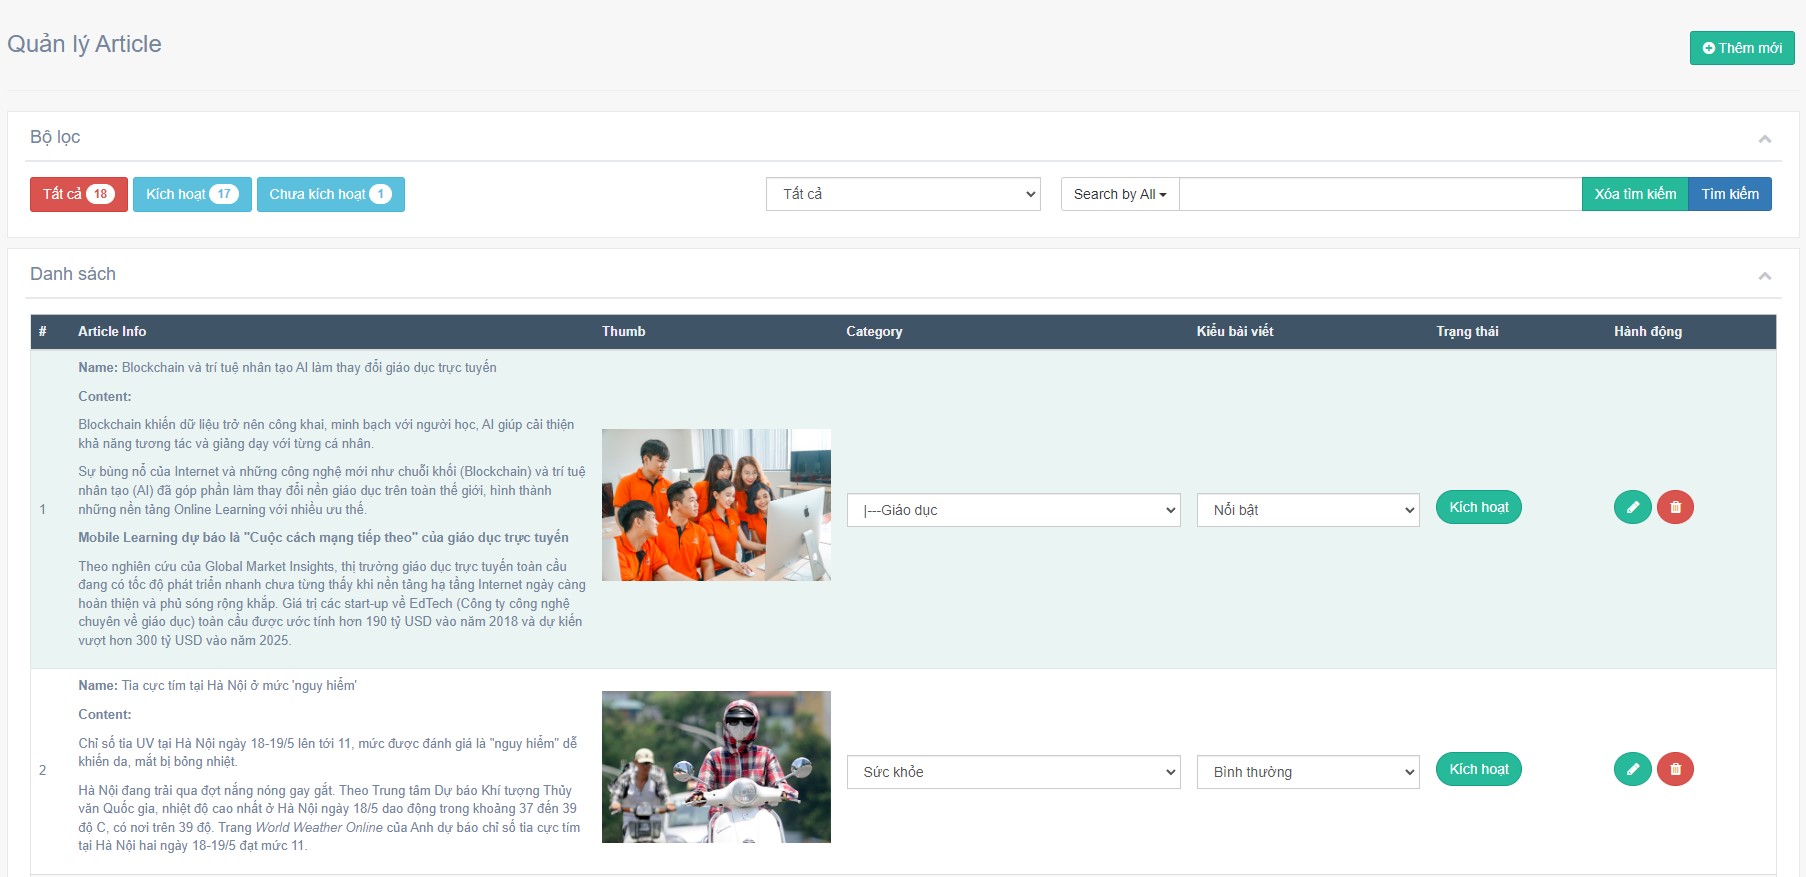 Quản lý Article
Thêm mới
Bộ lọc
Tất cả 18 Kích hoạt 17 Chưa kích hoạt 1 Tất cả Search by All Xóa tìm kiếm Tìm kiếm
Danh sách
# Article Info Thumb Category Kiểu bài viết Trạng thái Hành động
Name: Blockchain và trí tuệ nhân tạo AI làm thay đổi giáo dục trực tuyến
Content:
Blockchain khiến dữ liệu trở nên công khai, minh bạch với người học, AI giúp cải thiện
khả năng tương tác và giảng dạy với từng cá nhân.
Sự bùng nổ của Internet và những công nghệ mới như chuỗi khối (Blockchain) và trí tuệ
nhân tạo (AI) đã góp phần làm thay đổi nền giáo dục trên toàn thế giới, hình thành
những nền tảng Online Learning với nhiều ưu thế.
1 |---Giáo dục Nổi bật Kích hoạt
Mobile Learning dự báo là "Cuộc cách mạng tiếp theo" của giáo dục trực tuyến
Theo nghiên cứu của Global Market Insights, thị trường giáo dục trực tuyến toàn cầu
đang có tốc độ phát triển nhanh chưa từng thấy khi nền tảng hạ tầng Internet ngày càng
hoàn thiện và phủ sóng rộng khắp. Giá trị các start-up về EdTech (Công ty công nghệ
chuyên về giáo dục) toàn cầu được ước tính hơn 190 tỷ USD vào năm 2018 và dự kiến
vượt hơn 300 tỷ USD vào năm 2025.
Name: Tia cực tím tại Hà Nội ở mức 'nguy hiểm'
Content:
Chỉ số tia UV tại Hà Nội ngày 18-19/5 lên tới 11, mức được đánh giá là "nguy hiểm" dễ
khiến da, mắt bị bỏng nhiệt.
2 Sức khỏe Bình thường Kích hoạt
Hà Nội đang trải qua đợt nắng nóng gay gắt. Theo Trung tâm Dự báo Khí tượng Thủy
văn Quốc gia, nhiệt độ cao nhất ở Hà Nội ngày 18/5 dao động trong khoảng 37 đến 39
độ C, có nơi trên 39 độ. Trang World Weather Online của Anh dự báo chỉ số tia cực tím
tại Hà Nội hai ngày 18-19/5 đạt mức 11.